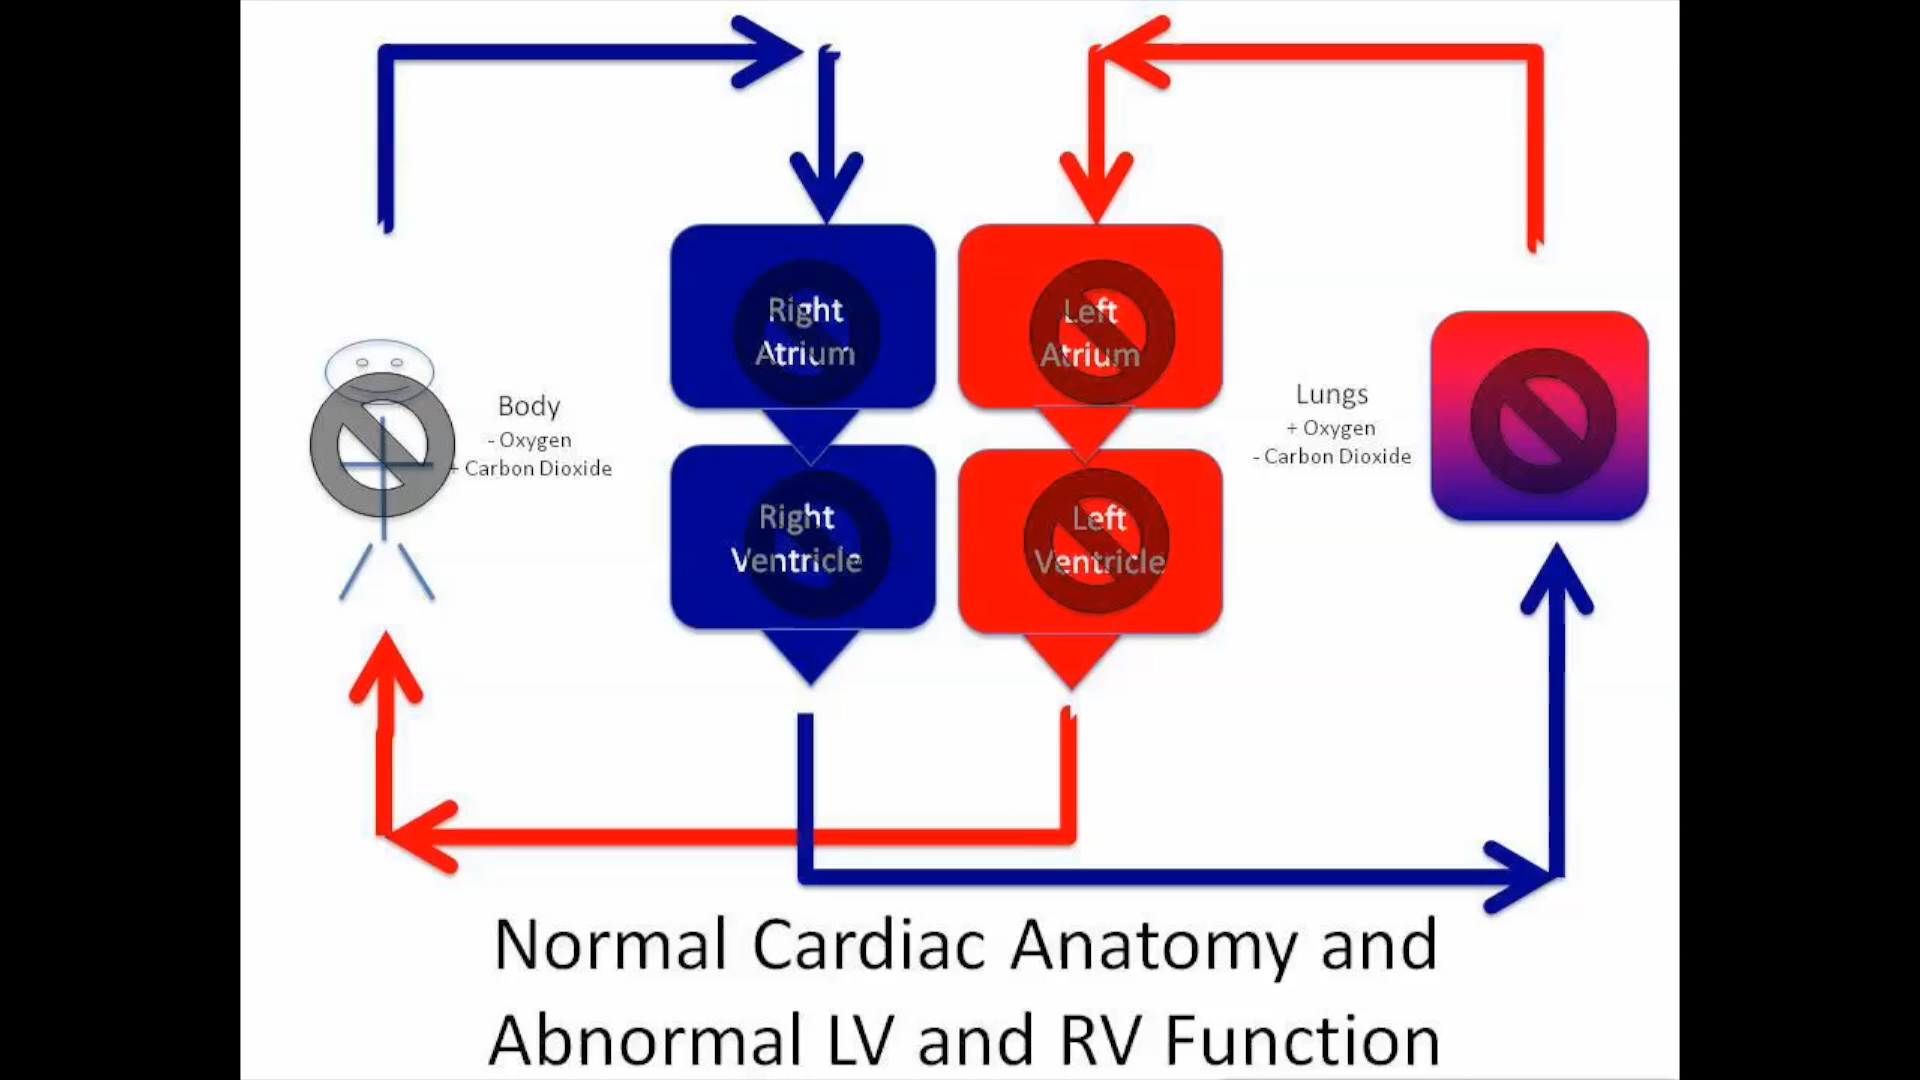 Right
Atrium
Left
Atrium
Body
- Oxygen
+ Carbon Dioxide
Lungs
+ Oxygen
- Carbon Dioxide
Right
Ventricle
Left
Ventricle
Normal Cardiac Anatomy and
Abnormal LV and RV Function